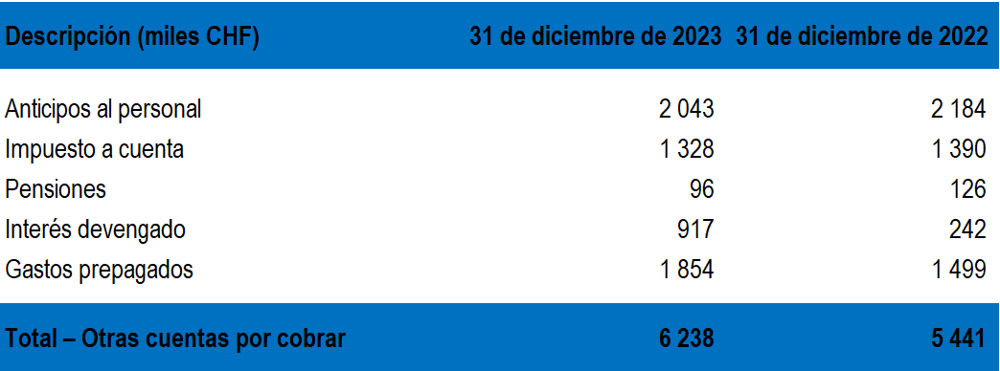 Descripción (miles CHF) 31 de diciembre de 2023 31 de diciembre de 2022
Anticipos al personal 2 043 2 184
Impuesto a cuenta 1 328 1 390
Pensiones 96 126
Interés devengado 917 242
Gastos prepagados 1 854 1 499
Total – Otras cuentas por cobrar 6 238 5 441